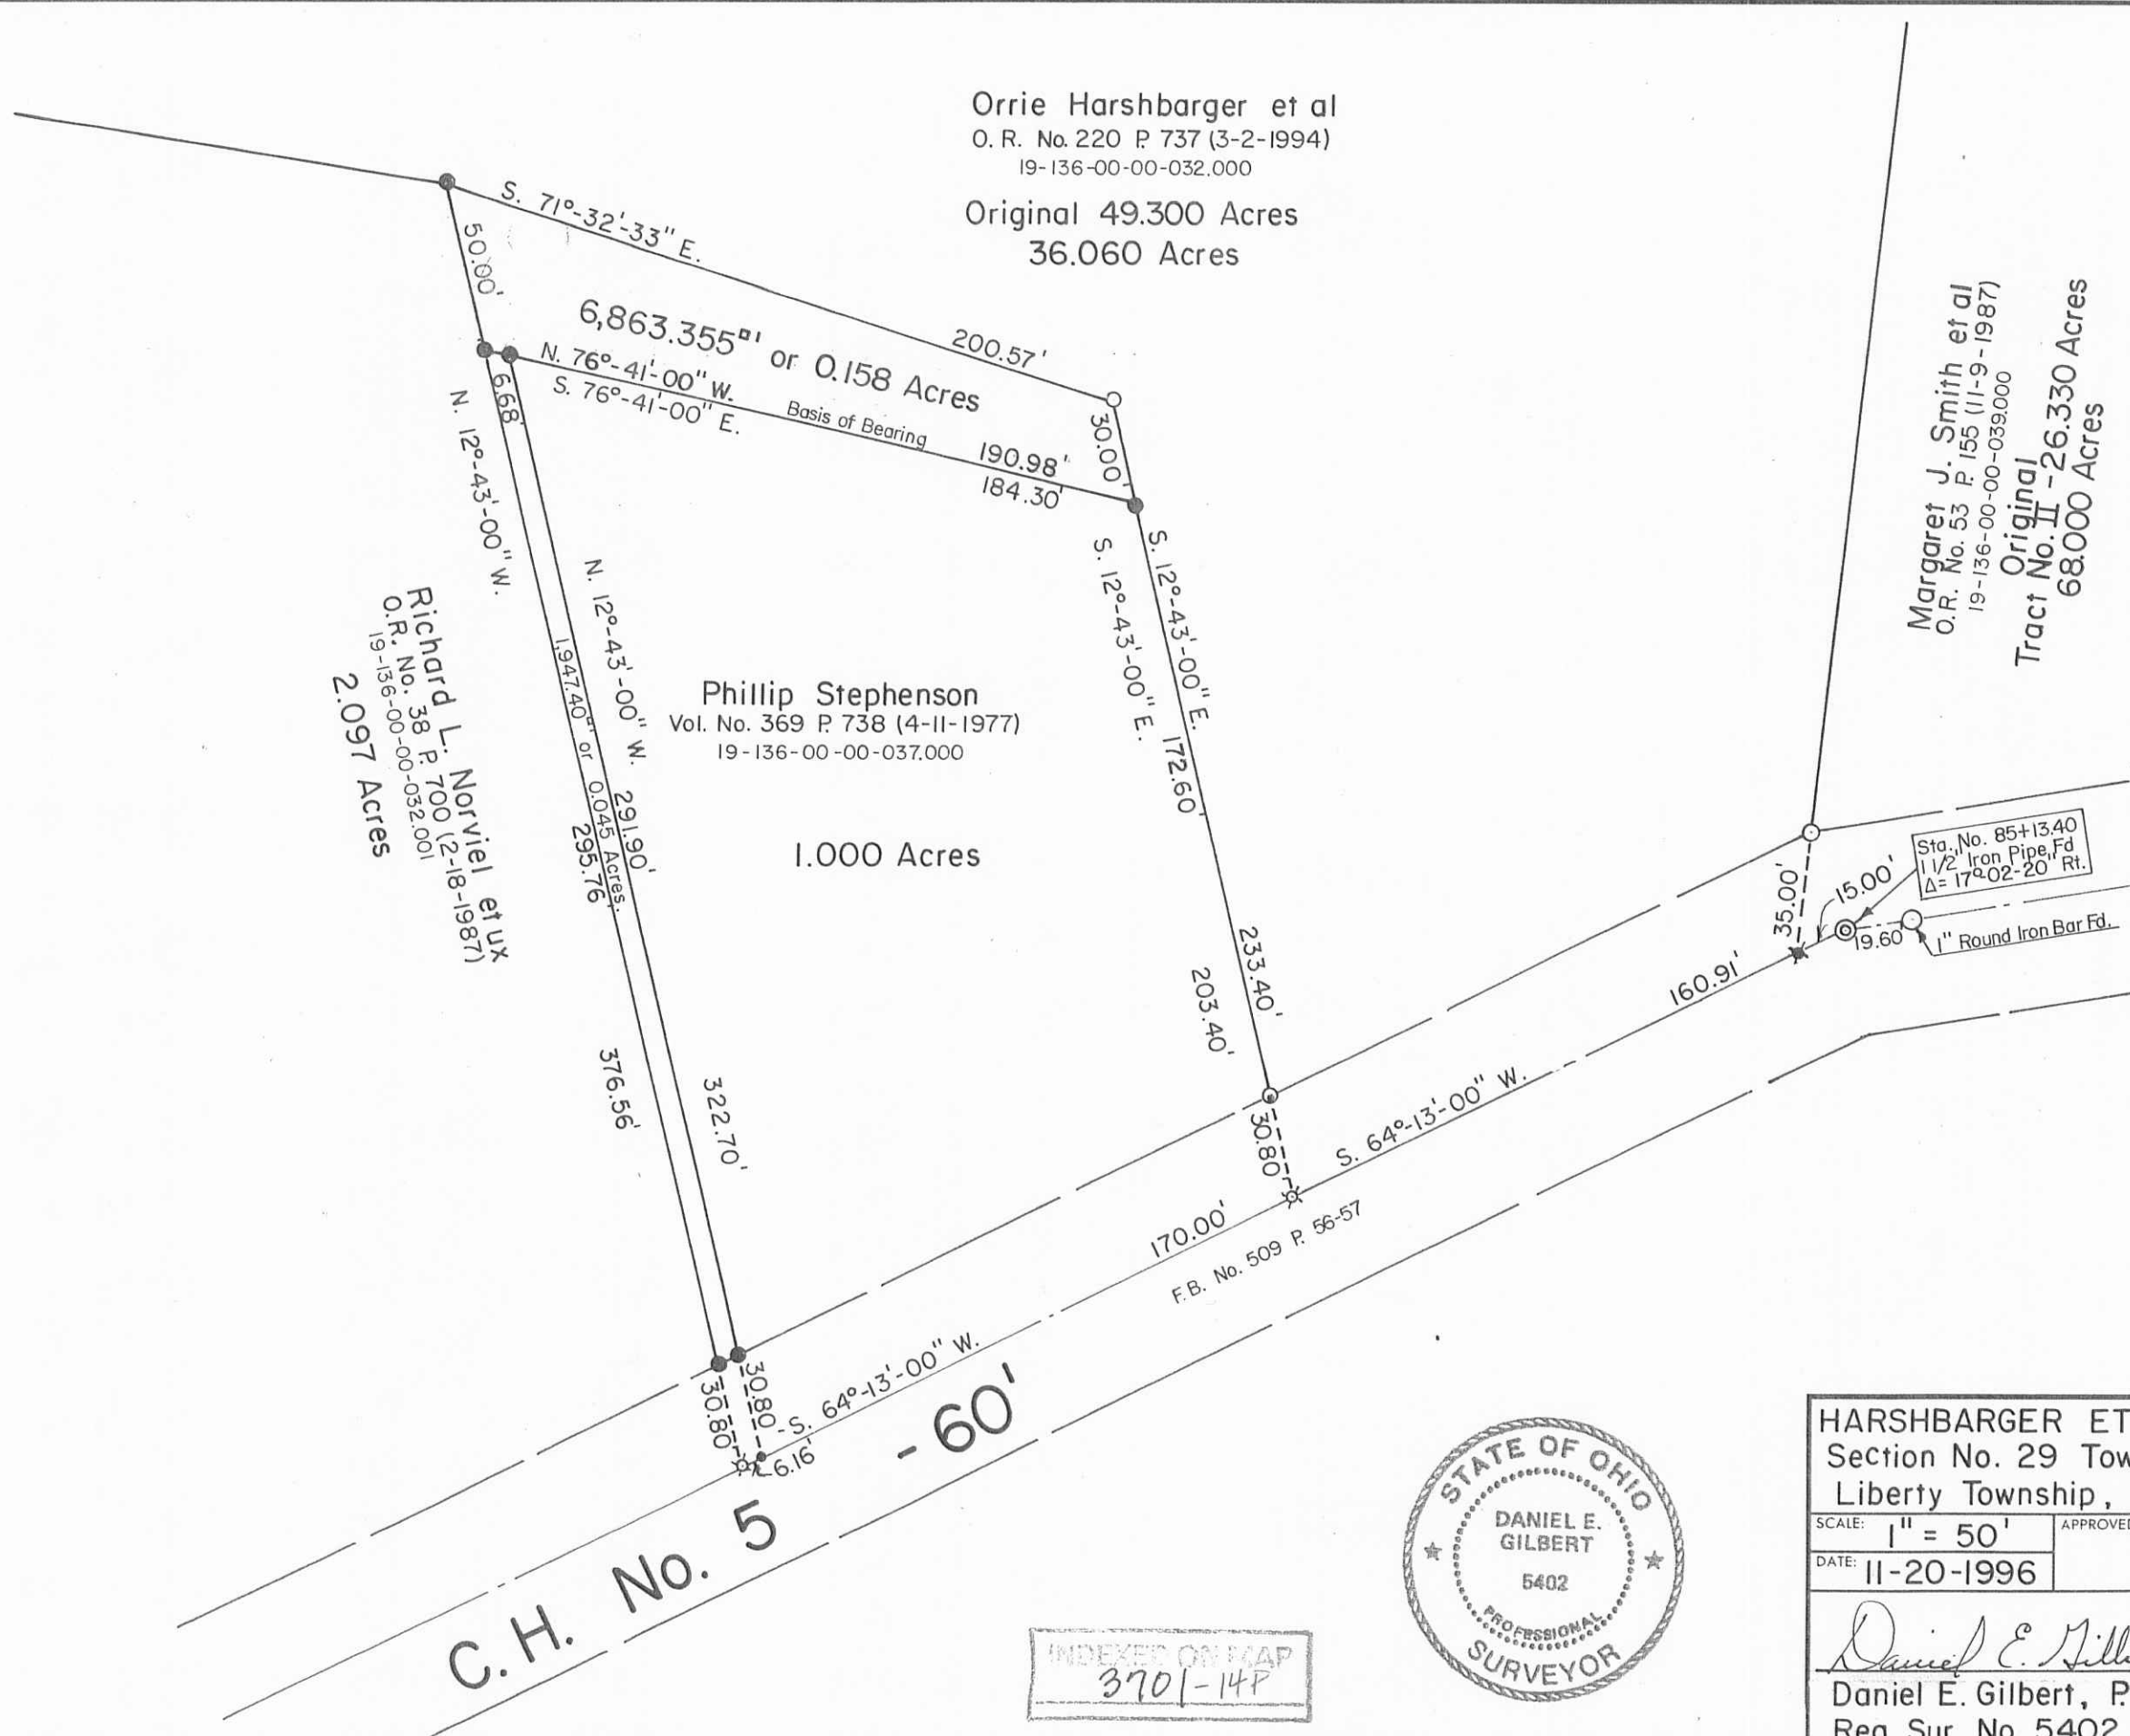 Orrie Harshbarger et al
O. R. No. 220 P. 737 (3-2-1994)
19-136-00-00-032.000
Original 49.300 Acres
36.060 Acres
S. 71°-32'-33" E.
200.57'
50.00'
6,863.355▫' or 0.158 Acres
N. 76°-41'-00" W.
S. 76°-41'-00" E.
Basis of Bearing
190.98'
184.30'
30.00'
6.68'
N. 12°-43'-00" W.
N. 12°-43'-00" W.
1,947.40▫' or 0.045 Acres.
291.90'
295.76'
376.56'
322.70'
S. 12°-43'-00" E.
S. 12°-43'-00" E.
172.60'
233.40'
203.40'
Richard L. Norviel et ux
O.R. No. 38 P. 700 (2-18-1987)
19-136-00-00-032.001
2.097 Acres
Phillip Stephenson
Vol. No. 369 P. 738 (4-11-1977)
19-136-00-00-037.000
1.000 Acres
Margaret J. Smith et al
O.R. No. 53 P. 155 (11-9-1987)
19-136-00-00-039.000
Original
Tract No. II - 26.330 Acres
68.000 Acres
Sta. No. 85+13.40
1 1/2" Iron Pipe Fd
Δ= 17°-02-20" Rt.
35.00'
15.00'
19.60'
1" Round Iron Bar Fd.
160.91'
S. 64°-13'-00" W.
30.80'
170.00'
F.B. No. 509 P. 56-57
S. 64°-13'-00" W.
30.80'
30.80'
6.16'
C. H. No. 5 - 60'
STATE OF OHIO
DANIEL E.
GILBERT
5402
PROFESSIONAL
SURVEYOR
INDEXED ON MAP
3701-14P
HARSHBARGER ET
Section No. 29 Tow
Liberty Township,
SCALE: 1" = 50'
APPROVED
DATE: 11-20-1996
Daniel E. Gilb
Daniel E. Gilbert, P.
Reg. Sur. No. 5402